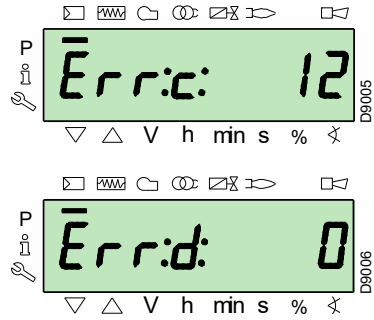 P
Err:c: 12
D9005
V h min s %
P
Err:d: 0
D9006
V h min s %